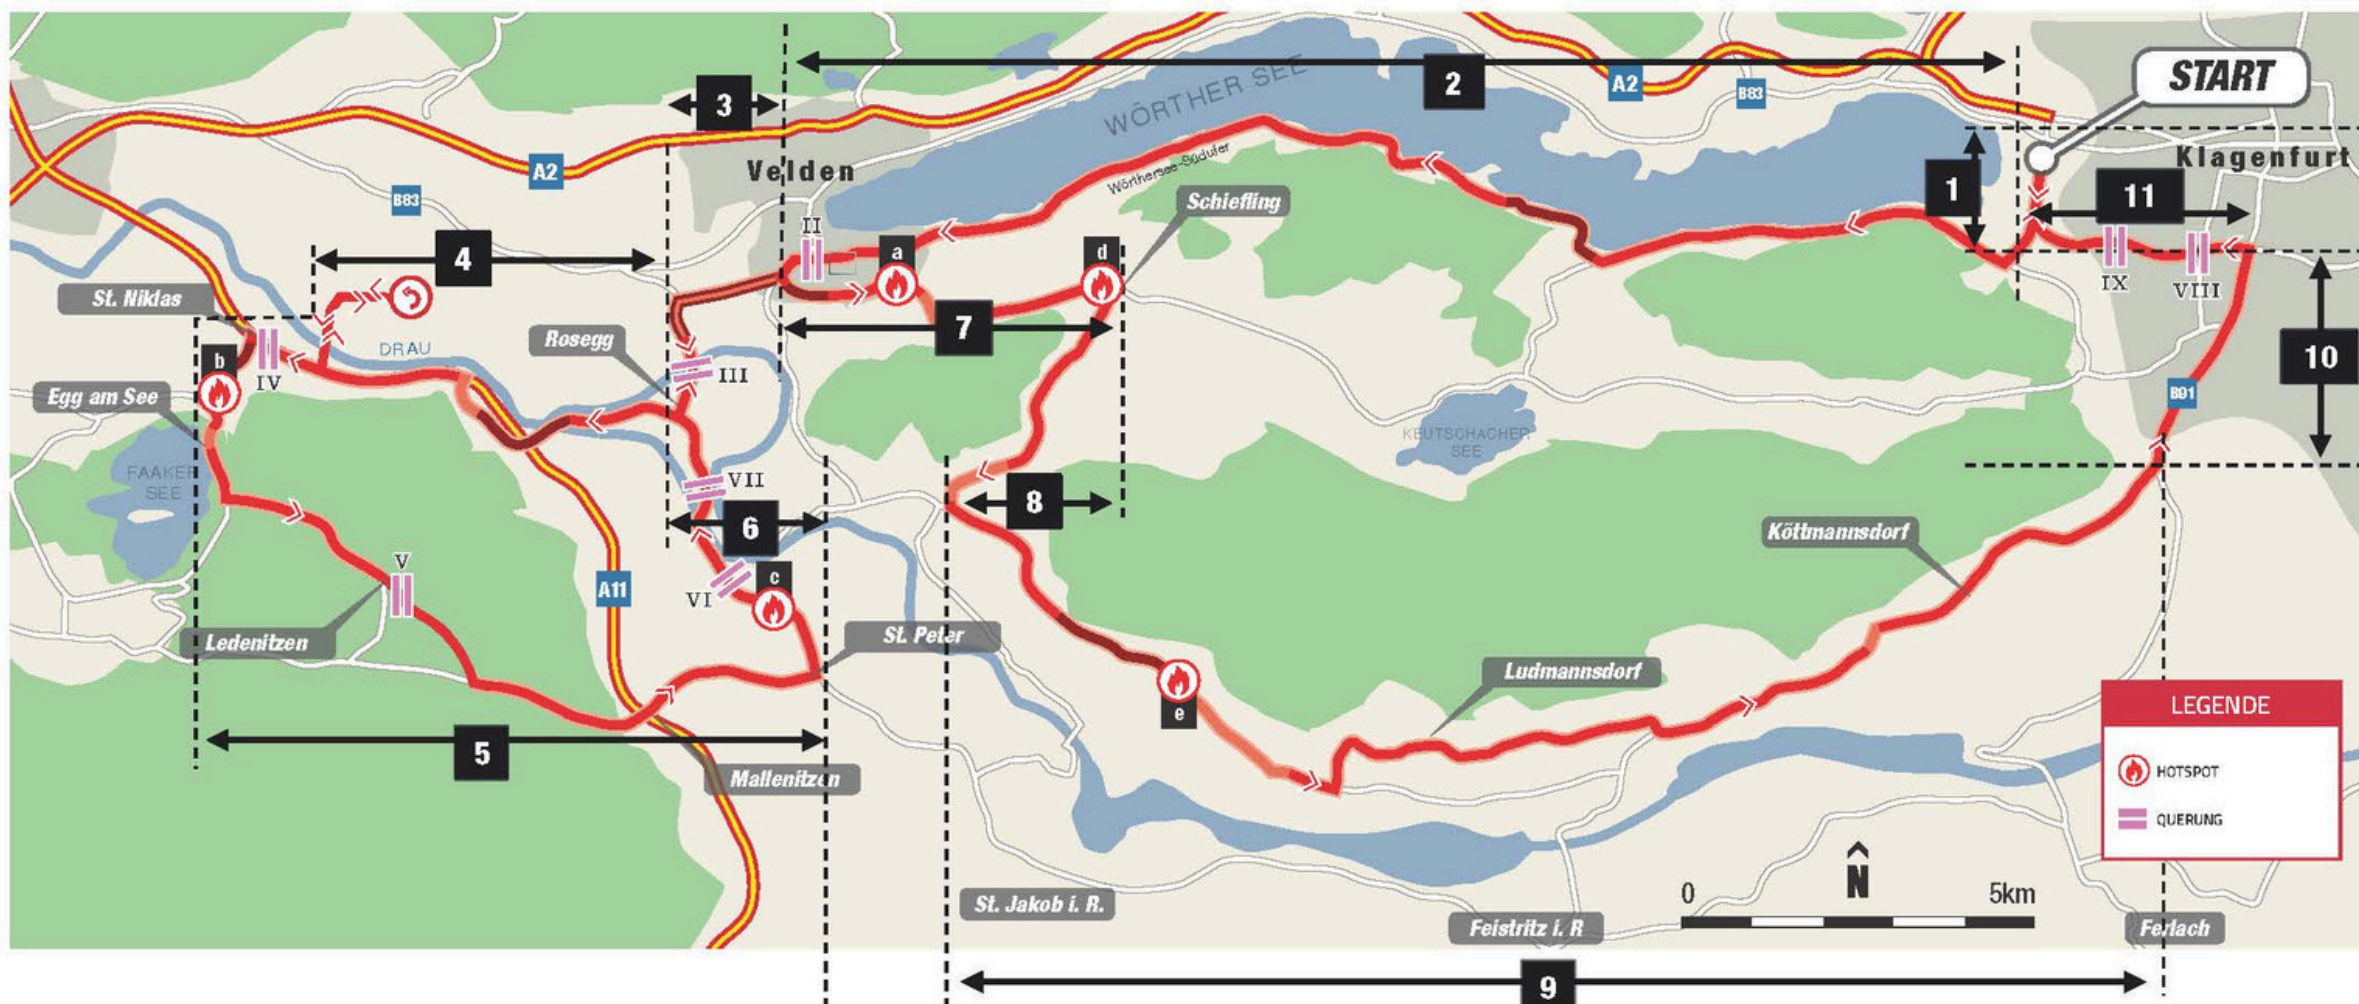 START
2
3
A2
B83
WÖRTHER SEE
A2
Velden
Klagenfurt
1
11
B83
Wörthersee-Südufer
Schiefling
II
a
d
4
IX
VIII
St. Niklas
7
Rosegg
DRAU
b
IV
III
10
Egg am See
B91
KEUTSCHACHER
SEE
FAAKER
SEE
VII
8
6
Köttmannsdorf
V
A11
VI
c
Ledenitzen
St. Peter
Ludmannsdorf
e
5
Mallenitzen
LEGENDE
HOTSPOT
QUERUNG
0
N
5km
St. Jakob i. R.
Feistritz i. R
Ferlach
9